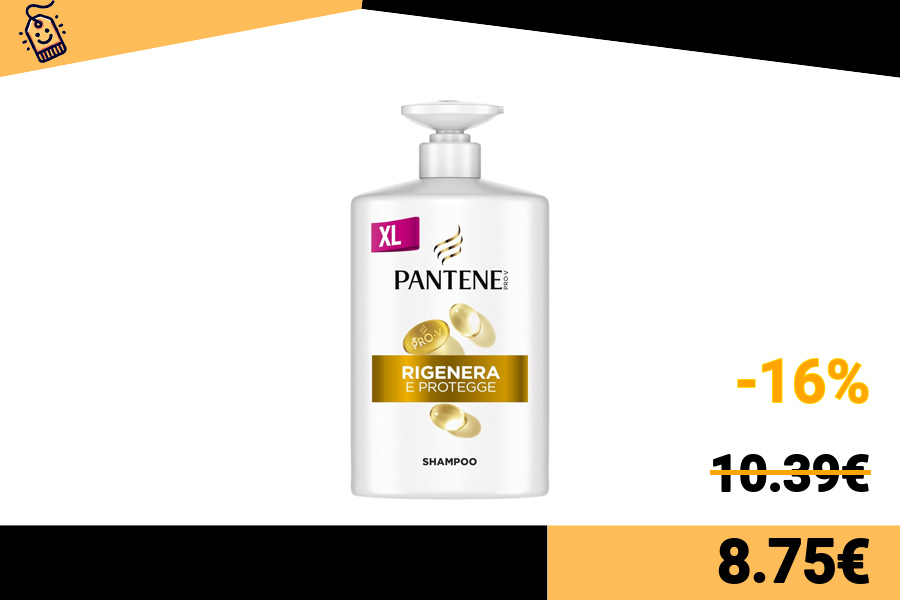 XL
PANTENE
PRO-V
PRO-V
RIGENERA
E PROTEGGE
SHAMPOO
-16%
10.39€
8.75€